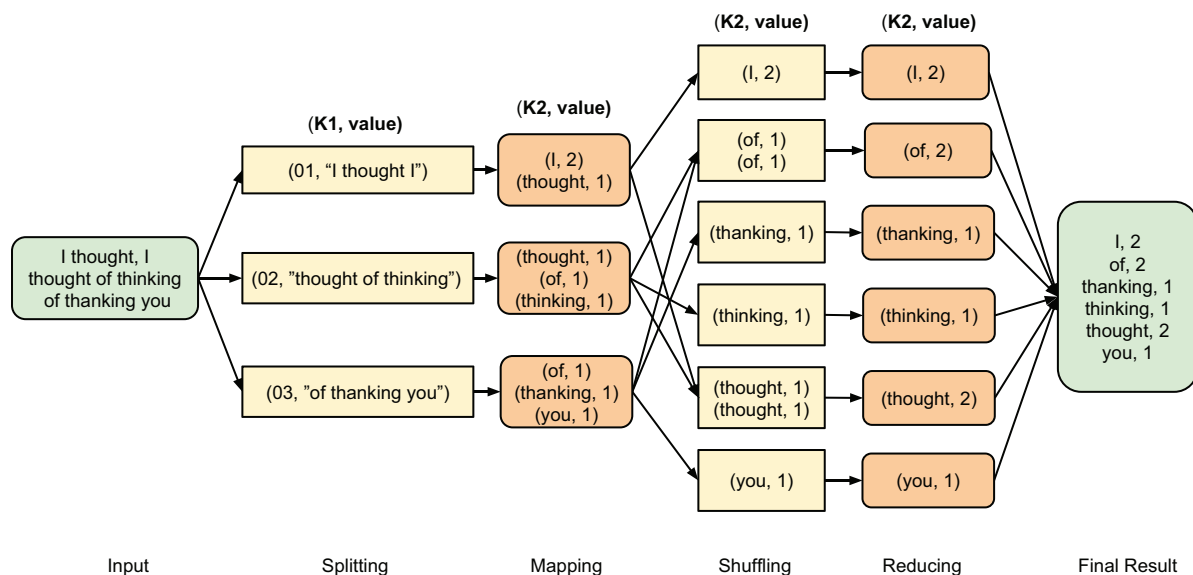 (K2, value)
(K2, value)
(I, 2)
(I, 2)
(K1, value)
(K2, value)
(01, “I thought I”)
(I, 2)
(thought, 1)
(of, 1)
(of, 1)
(of, 2)
I thought, I
thought of thinking
of thanking you
(02, ”thought of thinking”)
(thought, 1)
(of, 1)
(thinking, 1)
(thanking, 1)
(thanking, 1)
(thinking, 1)
(thinking, 1)
I, 2
of, 2
thanking, 1
thinking, 1
thought, 2
you, 1
(03, ”of thanking you”)
(of, 1)
(thanking, 1)
(you, 1)
(thought, 1)
(thought, 1)
(thought, 2)
(you, 1)
(you, 1)
Input
Splitting
Mapping
Shuffling
Reducing
Final Result